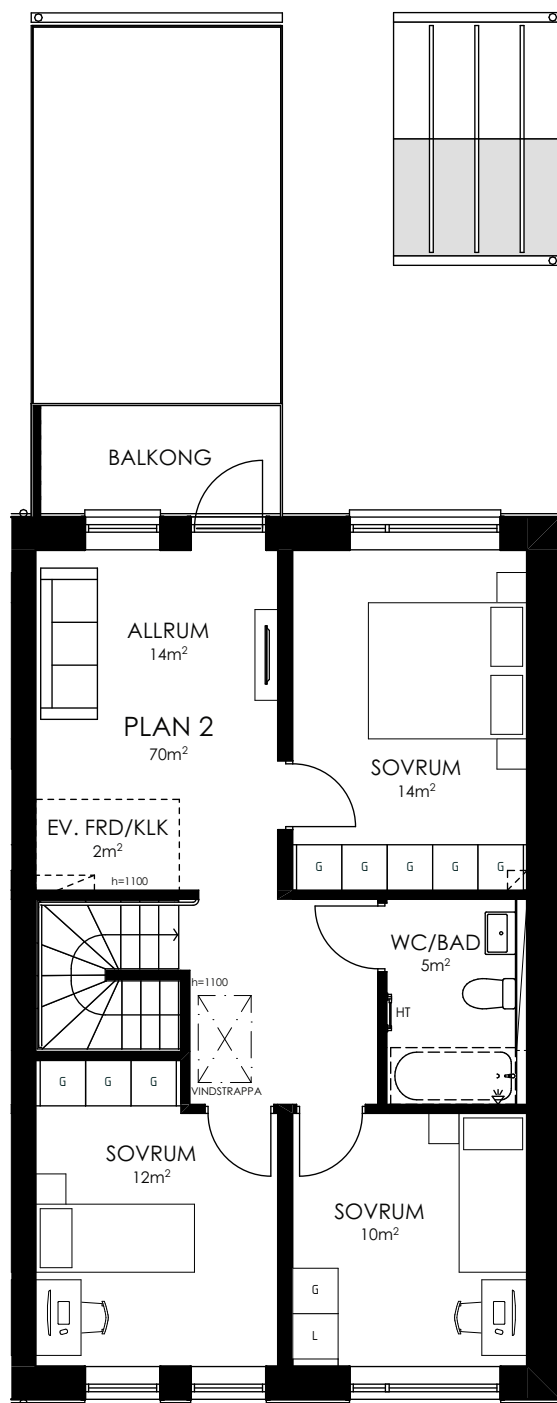 BALKONG
ALLRUM
14m²
PLAN 2
70m²
SOVRUM
14m²
EV. FRD/KLK
2m²
h=1100
G G G G G
WC/BAD
5m²
h=1100
HT
VINDSTRAPPA
G G G
SOVRUM
12m²
SOVRUM
10m²
G
L